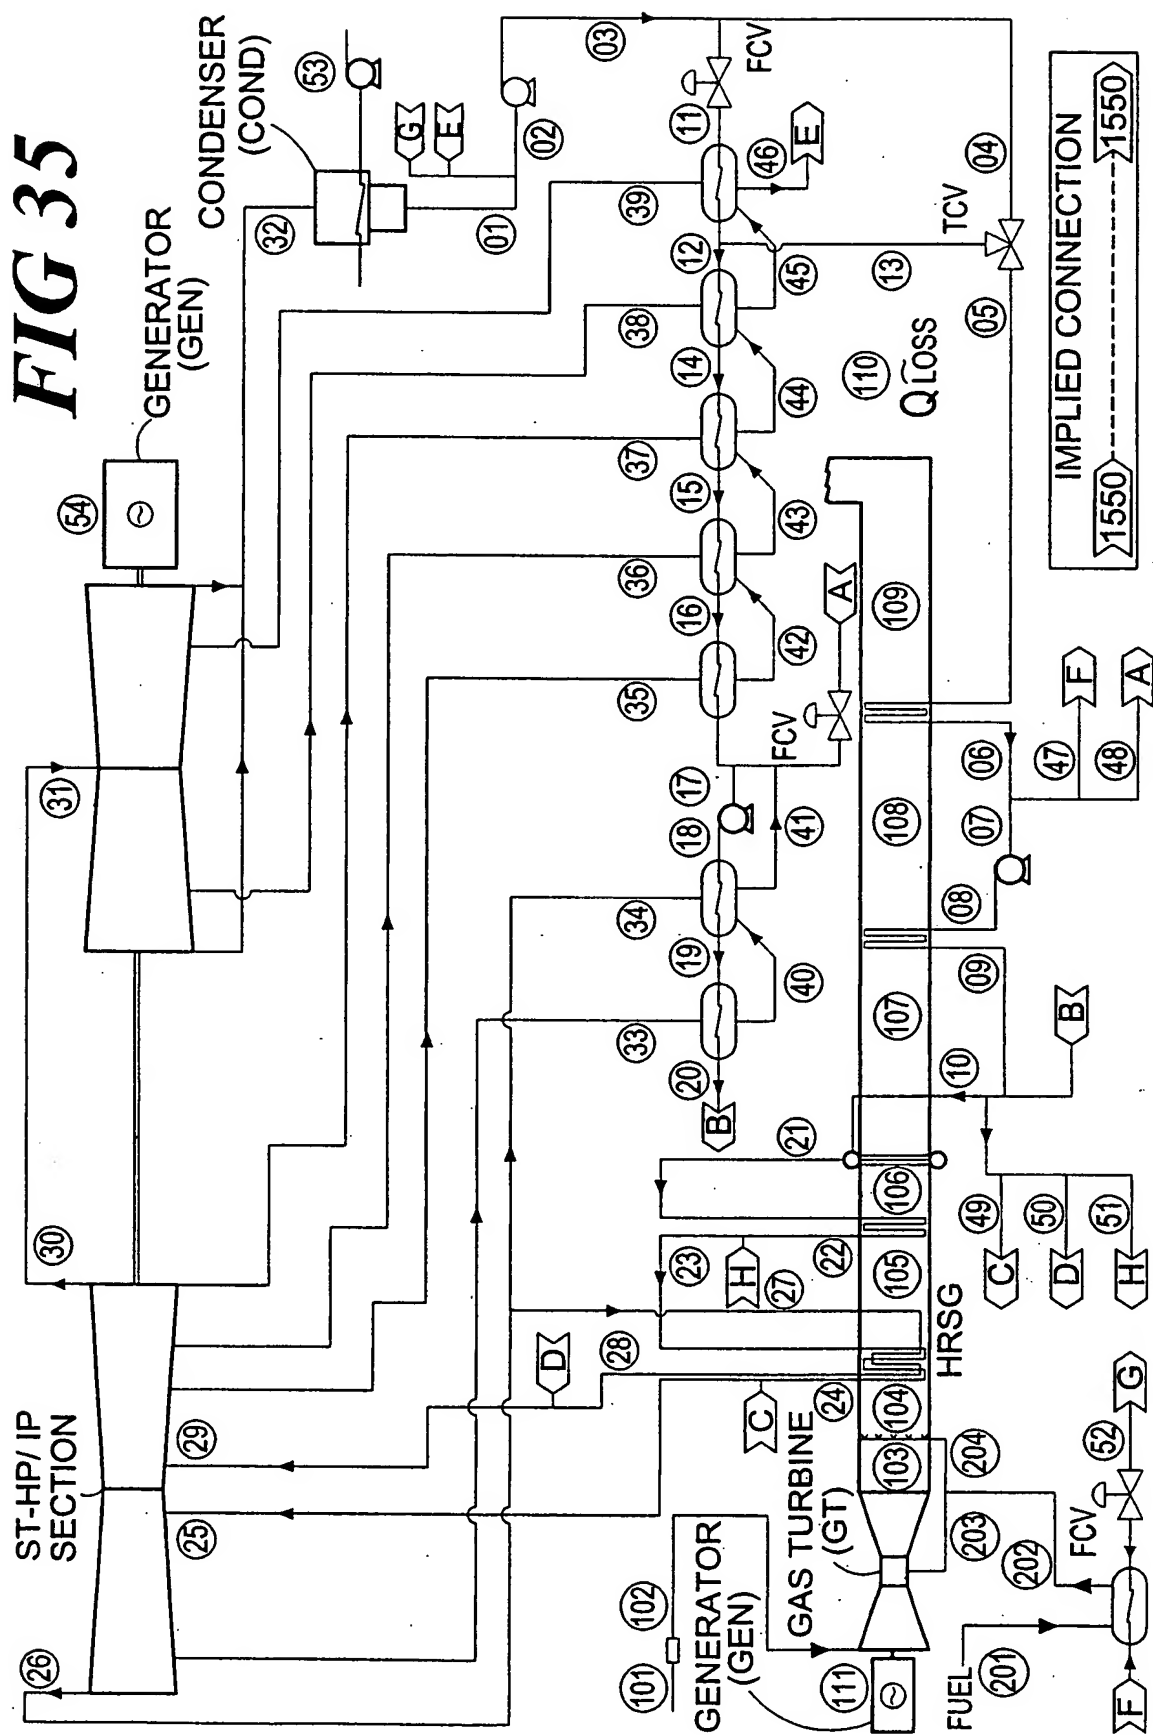 FIG 35
GENERATOR
(GEN)
54
CONDENSER
(COND)
53
32
G
E
01
02
03
FCV
11
46
E
39
12
45
13
TCV
04
05
38
14
44
110
Q LOSS
37
15
43
36
16
42
35
FCV
A
109
IMPLIED CONNECTION
1550
1550
31
30
17
18
41
34
19
40
33
20
B
108
06
47
F
48
A
07
08
09
107
10
B
21
106
49
C
50
D
51
H
22
23
H
27
105
HRSG
28
D
24
C
104
103
ST-HP/IP
SECTION
29
25
26
101
102
GENERATOR
(GEN)
111
GAS TURBINE
(GT)
203
204
FUEL
201
202
FCV
52
G
F